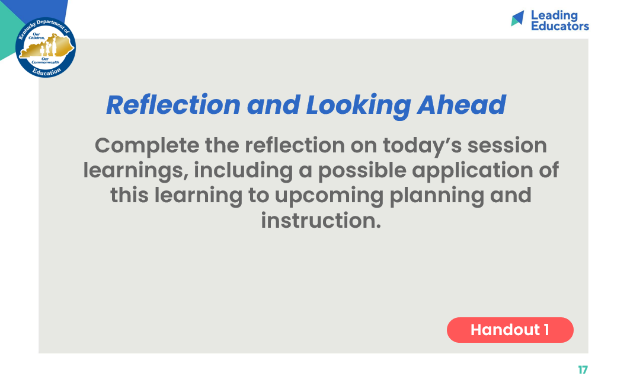 Leading
Educators
Kentucky Department of
Our
Children,
Our
Commonwealth
Education
Reflection and Looking Ahead
Complete the reflection on today’s session
learnings, including a possible application of
this learning to upcoming planning and
instruction.
Handout 1
17